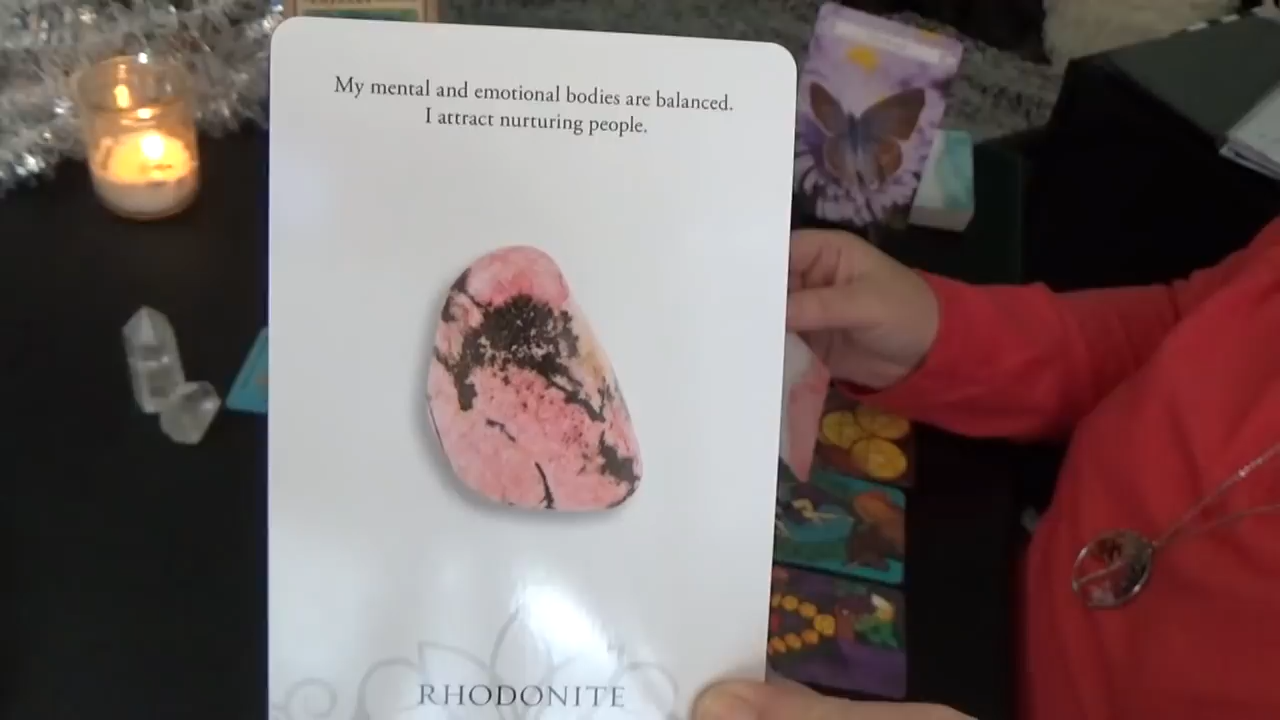 My mental and emotional bodies are balanced.
I attract nurturing people.
RHODONITE